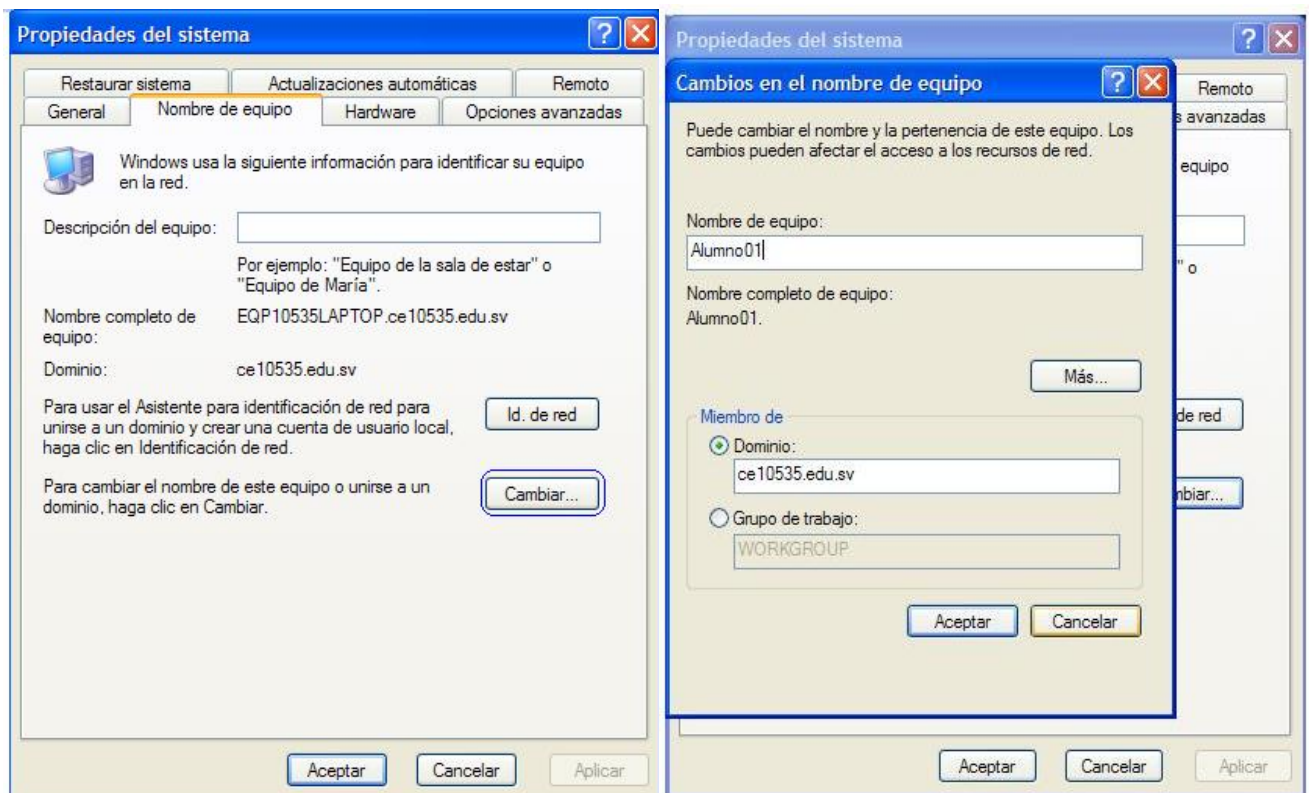 Propiedades del sistema
Restaurar sistema
Actualizaciones automáticas
Remoto
General
Nombre de equipo
Hardware
Opciones avanzadas
Windows usa la siguiente información para identificar su equipo
en la red.
Descripción del equipo:
Por ejemplo: "Equipo de la sala de estar" o
"Equipo de María".
Nombre completo de
equipo:
EQP10535LAPTOP.ce10535.edu.sv
Dominio:
ce10535.edu.sv
Para usar el Asistente para identificación de red para
unirse a un dominio y crear una cuenta de usuario local,
haga clic en Identificación de red.
Id. de red
Para cambiar el nombre de este equipo o unirse a un
dominio, haga clic en Cambiar.
Cambiar...
Aceptar
Cancelar
Aplicar
Propiedades del sistema
Remoto
s avanzadas
equipo
" o
de red
mbiar...
Cambios en el nombre de equipo
Puede cambiar el nombre y la pertenencia de este equipo. Los
cambios pueden afectar el acceso a los recursos de red.
Nombre de equipo:
Alumno01
Nombre completo de equipo:
Alumno01.
Más...
Miembro de
Dominio:
ce10535.edu.sv
Grupo de trabajo:
WORKGROUP
Aceptar
Cancelar
Aceptar
Cancelar
Aplicar